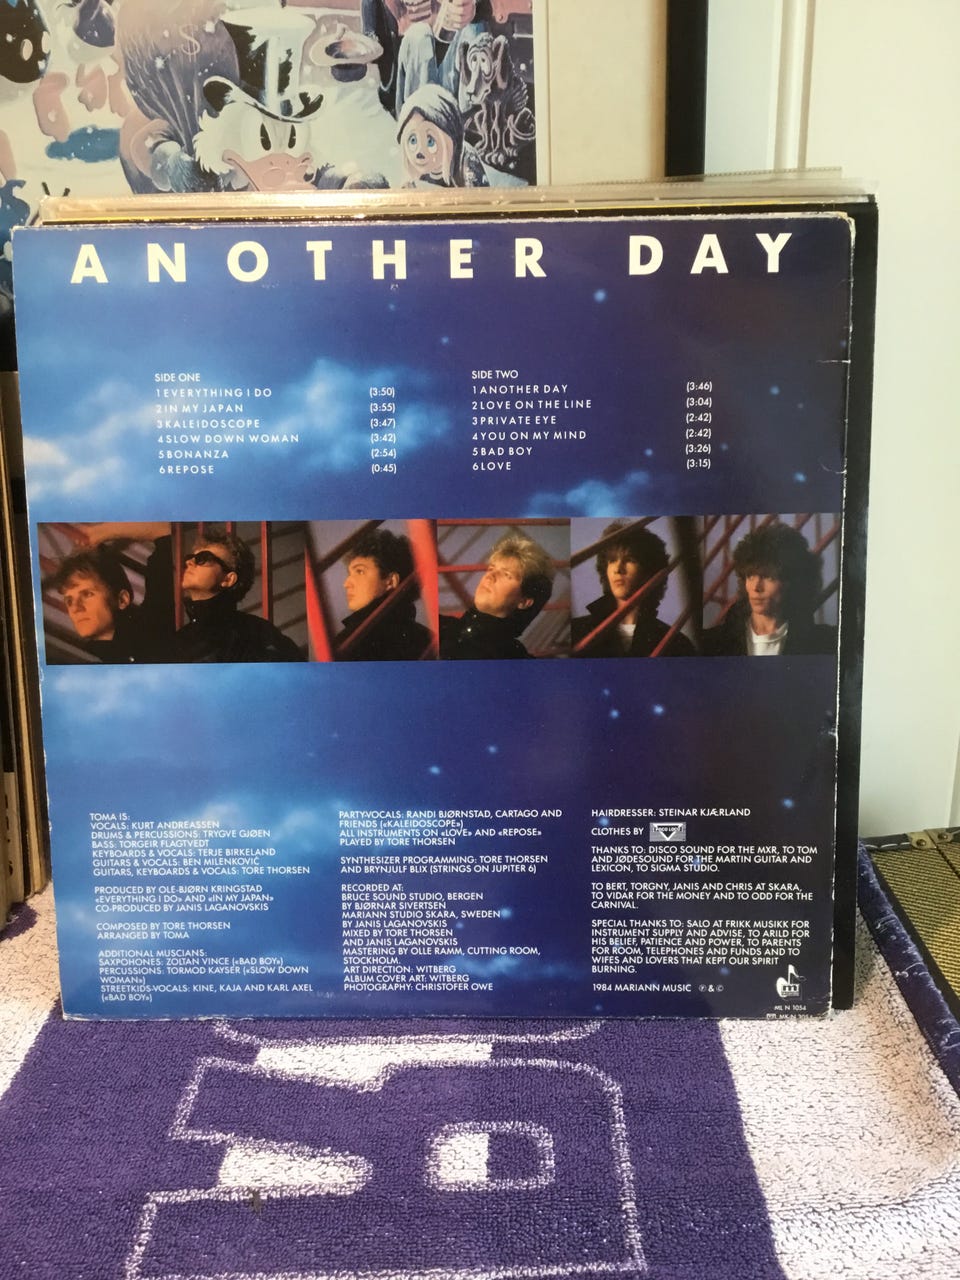 ANOTHER DAY
SIDE ONE
1 EVERYTHING I DO (3:50)
2 IN MY JAPAN (3:55)
3 KALEIDOSCOPE (3:47)
4 SLOW DOWN WOMAN (3:42)
5 BONANZA (2:54)
6 REPOSE (0:45)
SIDE TWO
1 ANOTHER DAY (3:46)
2 LOVE ON THE LINE (3:04)
3 PRIVATE EYE (2:42)
4 YOU ON MY MIND (2:42)
5 BAD BOY (3:26)
6 LOVE (3:15)
TOMA IS:
VOCALS: KURT ANDREASSEN
DRUMS & PERCUSSIONS: TRYGVE GJØEN
BASS: TORGEIR FLAGTVEDT
KEYBOARDS & VOCALS: TERJE BIRKELAND
GUITARS & VOCALS: BEN MILENKOVIĆ
GUITARS, KEYBOARDS & VOCALS: TORE THORSEN
PRODUCED BY OLE-BJØRN KRINGSTAD
«EVERYTHING I DO» AND «IN MY JAPAN»
CO-PRODUCED BY JANIS LAGANOVSKIS
COMPOSED BY TORE THORSEN
ARRANGED BY TOMA
ADDITIONAL MUSCIANS:
SAXPHONES: ZOLTAN VINCE («BAD BOY»)
PERCUSSIONS: TORMOD KAYSER («SLOW DOWN
WOMAN»)
STREETKIDS-VOCALS: KINE, KAJA AND KARL AXEL
(«BAD BOY»)
PARTYVOCALS: RANDI BJØRNSTAD, CARTAGO AND
FRIENDS («KALEIDOSCOPE»)
ALL INSTRUMENTS ON «LOVE» AND «REPOSE»
PLAYED BY TORE THORSEN
SYNTHESIZER PROGRAMMING: TORE THORSEN
AND BRYNJULF BLIX (STRINGS ON JUPITER 6)
RECORDED AT:
BRUCE SOUND STUDIO, BERGEN
BY BJØRNAR SIVERTSEN
MARIANN STUDIO SKARA, SWEDEN
BY JANIS LAGANOVSKIS
MIXED BY TORE THORSEN
AND JANIS LAGANOVSKIS
MASTERING BY OLLE RAMM, CUTTING ROOM,
STOCKHOLM.
ART DIRECTION: WITBERG
ALBUM COVER ART: WITBERG
PHOTOGRAPHY: CHRISTOFER OWE
HAIRDRESSER: STEINAR KJÆRLAND
CLOTHES BY
THANKS TO: DISCO SOUND FOR THE MXR, TO TOM
AND JØDESOUND FOR THE MARTIN GUITAR AND
LEXICON, TO SIGMA STUDIO.
TO BERT, TORGNY, JANIS AND CHRIS AT SKARA,
TO VIDAR FOR THE MONEY AND TO ODD FOR THE
CARNIVAL.
SPECIAL THANKS TO: SALO AT FRIKK MUSIKK FOR
INSTRUMENT SUPPLY AND ADVISE, TO ARILD FOR
HIS BELIEF, PATIENCE AND POWER, TO PARENTS
FOR ROOM, TELEPHONES AND FUNDS AND TO
WIFES AND LOVERS THAT KEPT OUR SPIRIT
BURNING.
1984 MARIANN MUSIC ℗ & ©
ML N 1054